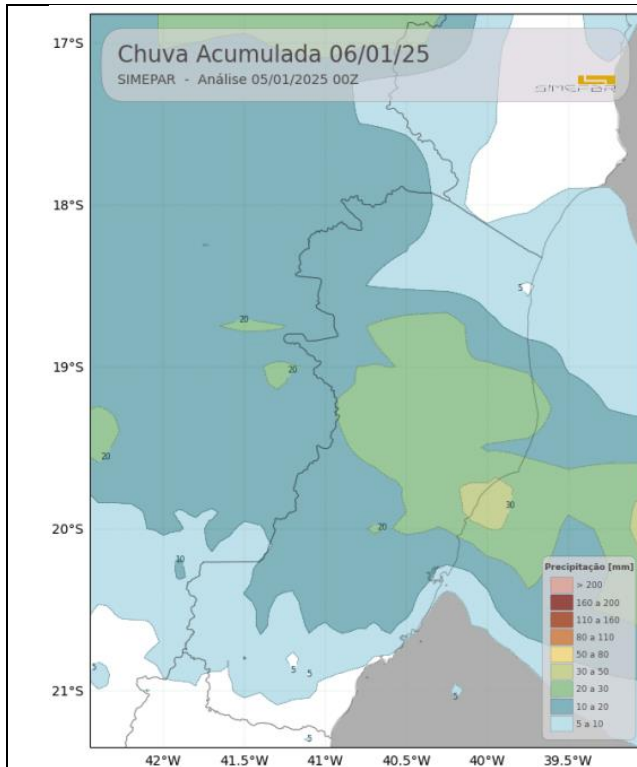 Chuva Acumulada 06/01/25
SIMEPAR - Análise 05/01/2025 00Z
SIMEPAR
17°S
18°S
5
20
19°S
20
20
30
20
20°S
10
5
5
5
5
21°S
5
Precipitação [mm]
> 200
160 a 200
110 a 160
80 a 110
50 a 80
30 a 50
20 a 30
10 a 20
5 a 10
42°W
41.5°W
41°W
40.5°W
40°W
39.5°W